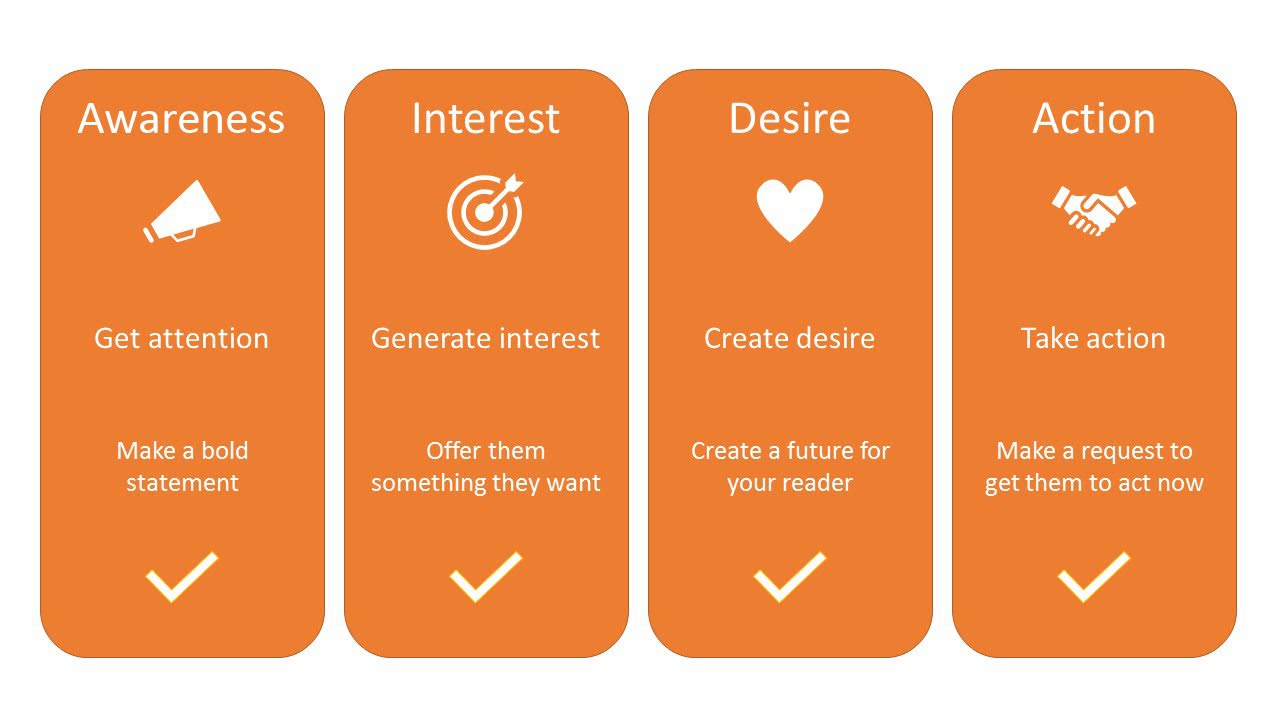 Awareness
Get attention
Make a bold
statement
Interest
Generate interest
Offer them
something they want
Desire
Create desire
Create a future for
your reader
Action
Take action
Make a request to
get them to act now